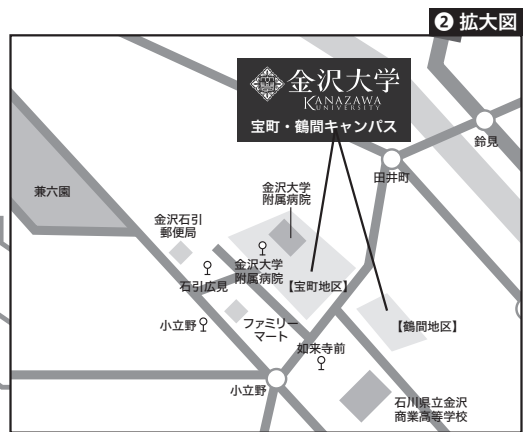 ❷ 拡大図
金沢大学
KANAZAWA
UNIVERSITY
宝町・鶴間キャンパス
鈴見
田井町
兼六園
金沢大学
附属病院
金沢石引
郵便局
金沢大学
附属病院
石引広見
【宝町地区】
小立野
ファミリー
マート
【鶴間地区】
如来寺前
小立野
石川県立金沢
商業高等学校